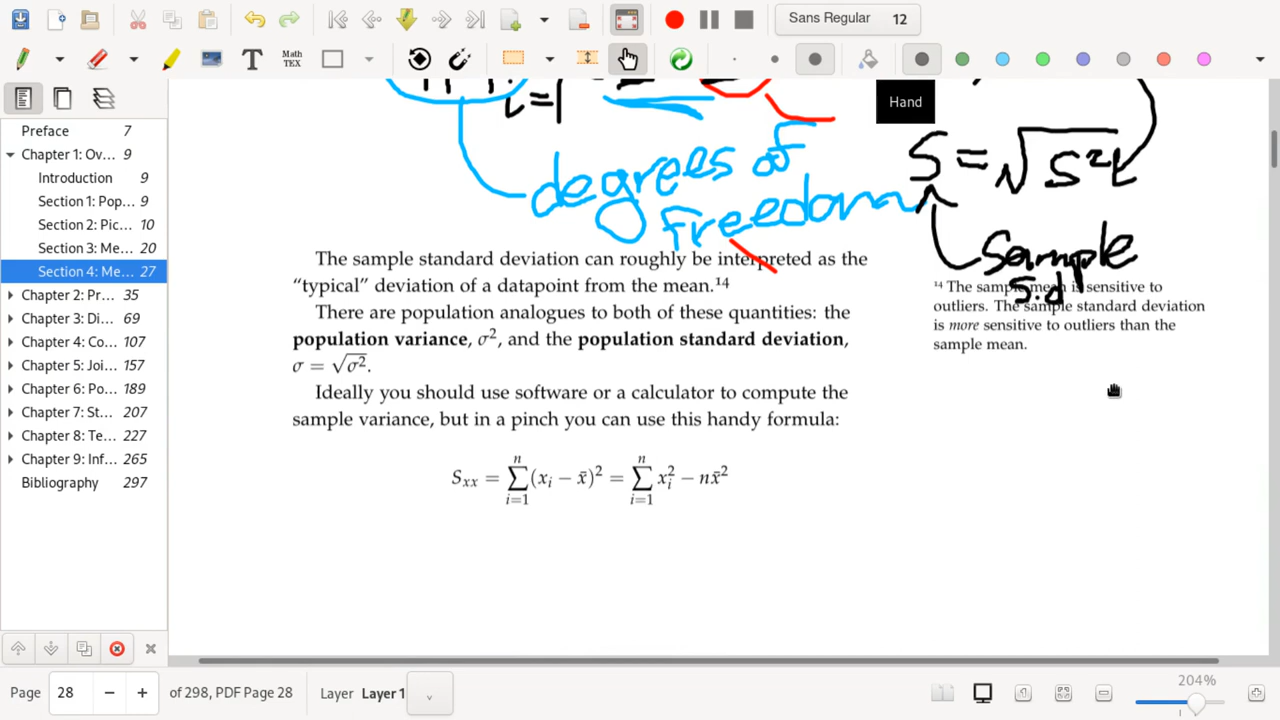 Sans Regular 12
Math
TEX
Hand
Preface 7
Chapter 1: Ov... 9
Introduction 9
Section 1: Pop... 9
Section 2: Pic... 10
Section 3: Me... 20
Section 4: Me... 27
Chapter 2: Pr... 35
Chapter 3: Di... 69
Chapter 4: Co... 107
Chapter 5: Joi... 157
Chapter 6: Po... 189
Chapter 7: St... 207
Chapter 8: Te... 227
Chapter 9: Inf... 265
Bibliography 297
i=1
degrees of
freedom
S = √S²
Sample
s.d
The sample standard deviation can roughly be interpreted as the
“typical” deviation of a datapoint from the mean.¹⁴
There are population analogues to both of these quantities: the
population variance, σ², and the population standard deviation,
σ = √σ².
Ideally you should use software or a calculator to compute the
sample variance, but in a pinch you can use this handy formula:
Sxx = ∑ⁿᵢ₌₁ (xᵢ − x̄)² = ∑ⁿᵢ₌₁ xᵢ² − nx̄²
¹⁴ The sample mean is sensitive to
outliers. The sample standard deviation
is more sensitive to outliers than the
sample mean.
Page 28 of 298, PDF Page 28 Layer Layer 1
204%